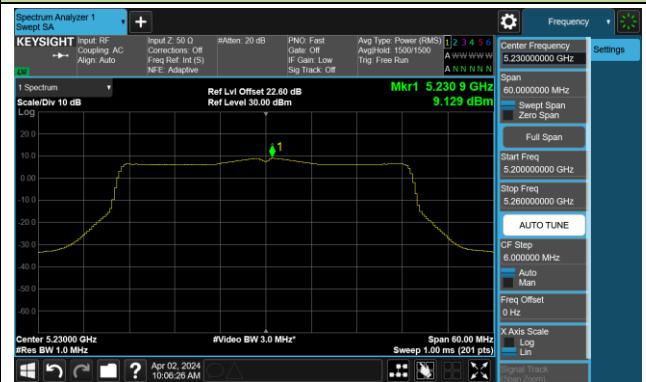 Spectrum Analyzer 1
Swept SA
+
Frequency
KEYSIGHT
Input: RF
Coupling: AC
Align: Auto
Input Z: 50 Ω
Corrections: Off
Freq Ref: Int (S)
NFE: Adaptive
#Atten: 20 dB
PNO: Fast
Gate: Off
IF Gain: Low
Sig Track: Off
Avg Type: Power (RMS)
Avg|Hold: 1500/1500
Trig: Free Run
1 2 3 4 5 6
A W W W W W
A N N N N N
LW
Center Frequency
5.230000000 GHz
Settings
Span
60.0000000 MHz
Swept Span
Zero Span
Full Span
Start Freq
5.200000000 GHz
Stop Freq
5.260000000 GHz
AUTO TUNE
CF Step
6.000000 MHz
Auto
Man
Freq Offset
0 Hz
X Axis Scale
Log
Lin
Signal Track
(Span Zoom)
1 Spectrum
Scale/Div 10 dB
Log
Ref Lvl Offset 22.60 dB
Ref Level 30.00 dBm
Mkr1 5.230 9 GHz
9.129 dBm
1
20.0
10.0
0.00
-10.0
-20.0
-30.0
-40.0
-50.0
-60.0
Center 5.23000 GHz
#Res BW 1.0 MHz
#Video BW 3.0 MHz*
Span 60.00 MHz
Sweep 1.00 ms (201 pts)
?
Apr 02, 2024
10:06:26 AM